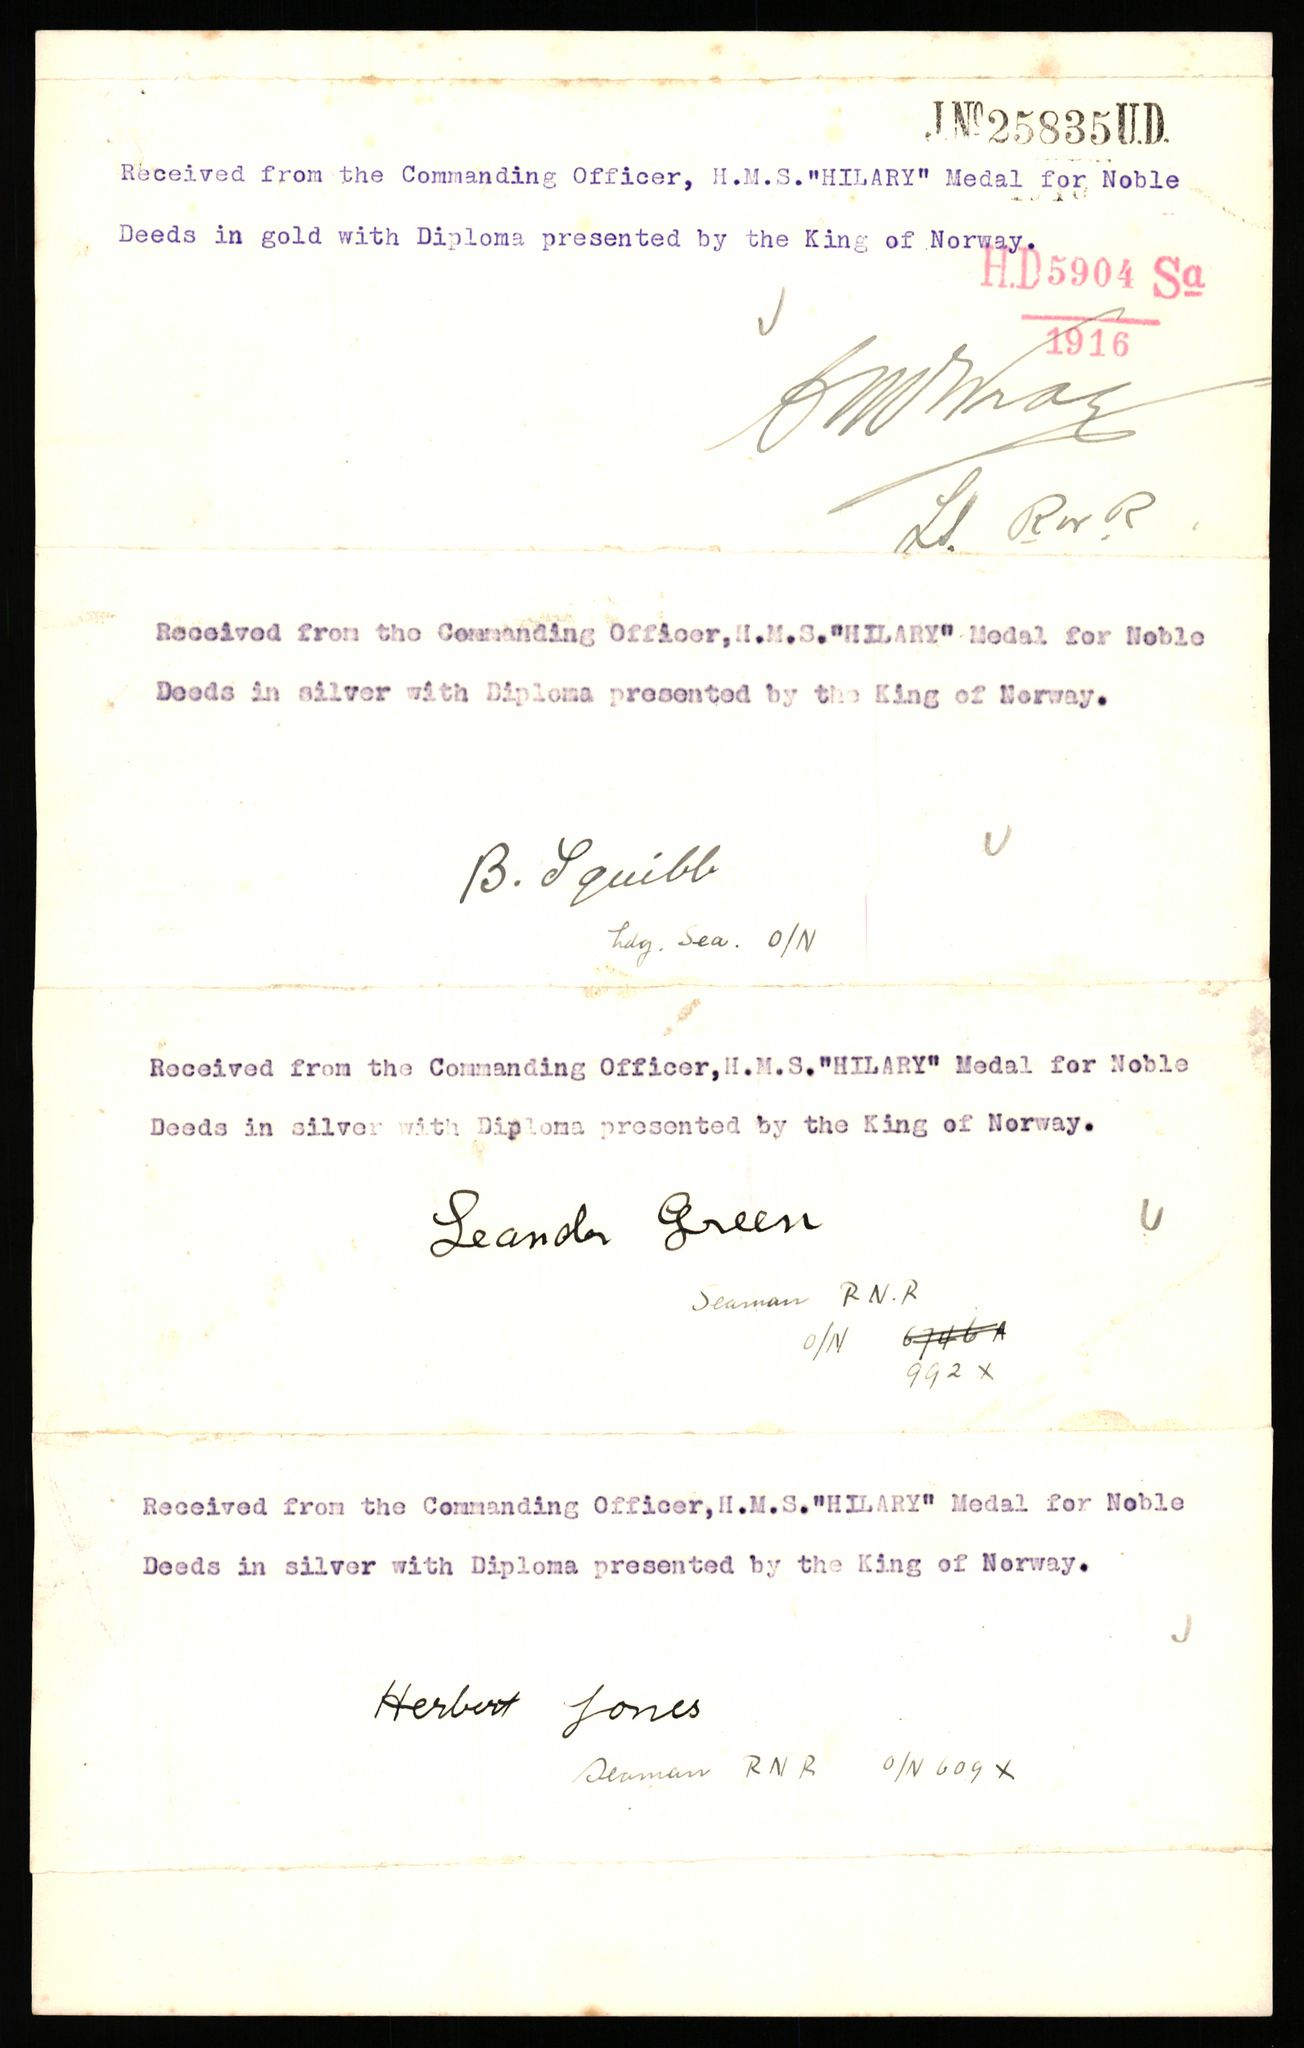 J.Nº 25835 U.D.
Received from the Commanding Officer, H.M.S."HILARY" Medal for Noble
Deeds in gold with Diploma presented by the King of Norway.
H.D 5904 Sa
1916
Lt. R.N.R.
Received from the Commanding Officer,H.M.S."HILARY" Medal for Noble
Deeds in silver with Diploma presented by the King of Norway.
B. Squibb
Ldg. Sea. O/N
Received from the Commanding Officer,H.M.S."HILARY" Medal for Noble
Deeds in silver with Diploma presented by the King of Norway.
Leander Green
Seaman R N.R
O/N 6746 A
992 X
Received from the Commanding Officer,H.M.S."HILARY" Medal for Noble
Deeds in silver with Diploma presented by the King of Norway.
Herbert Jones
Seaman R N R O/N 609 X